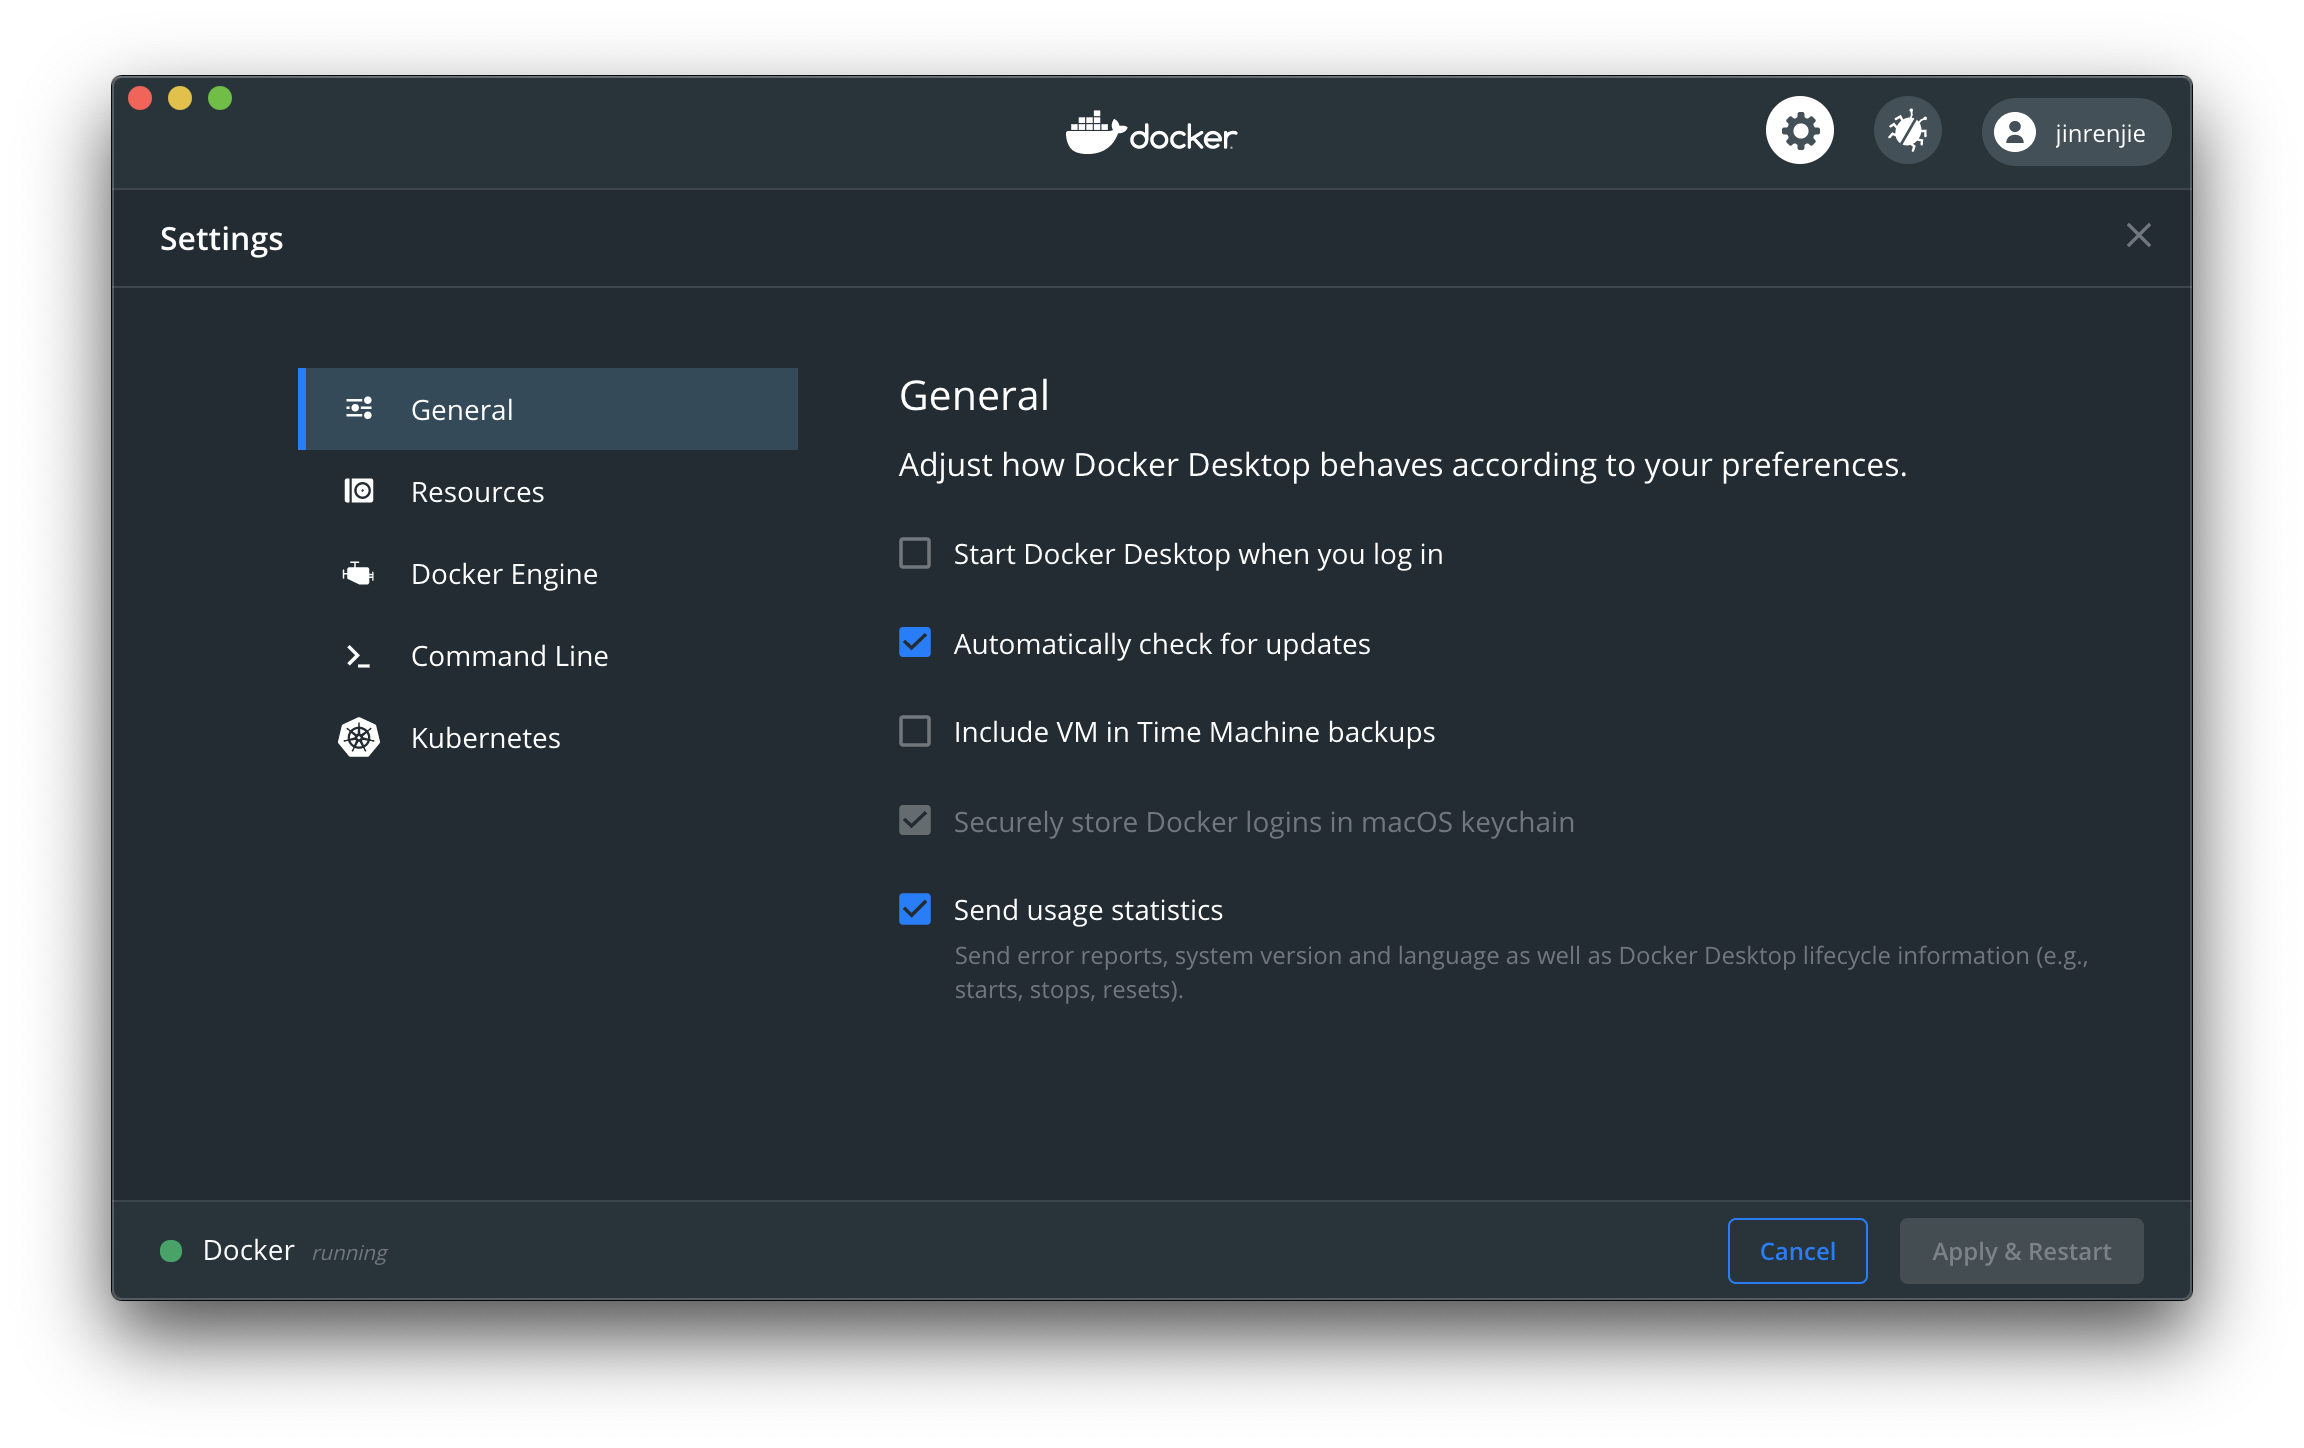 docker
jinrenjie
Settings
General
Resources
Docker Engine
Command Line
Kubernetes
General
Adjust how Docker Desktop behaves according to your preferences.
Start Docker Desktop when you log in
Automatically check for updates
Include VM in Time Machine backups
Securely store Docker logins in macOS keychain
Send usage statistics
Send error reports, system version and language as well as Docker Desktop lifecycle information (e.g.,
starts, stops, resets).
Docker running
Cancel
Apply & Restart